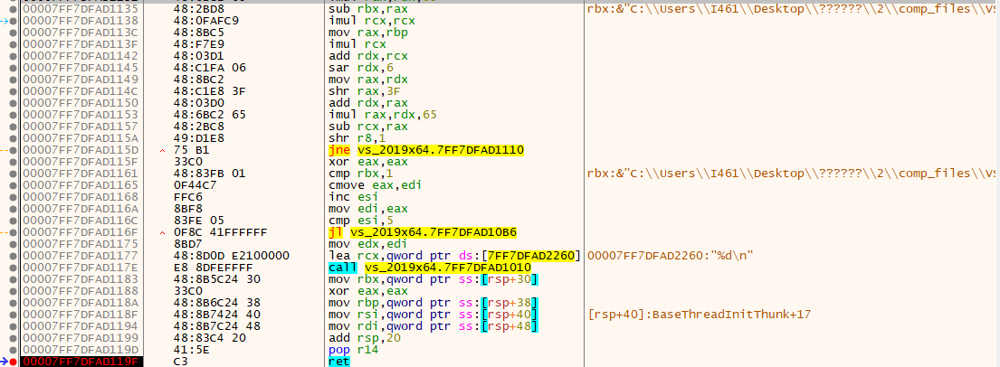 00007FF7DFAD1135 48:2BD8 sub rbx,rax rbx:&"C:\\Users\\I461\\Desktop\\??????\\2\\comp_files\\VS
00007FF7DFAD1138 48:0FAFC9 imul rcx,rcx
00007FF7DFAD113C 48:8BC5 mov rax,rbp
00007FF7DFAD113F 48:F7E9 imul rcx
00007FF7DFAD1142 48:03D1 add rdx,rcx
00007FF7DFAD1145 48:C1FA 06 sar rdx,6
00007FF7DFAD1149 48:8BC2 mov rax,rdx
00007FF7DFAD114C 48:C1E8 3F shr rax,3F
00007FF7DFAD1150 48:03D0 add rdx,rax
00007FF7DFAD1153 48:6BC2 65 imul rax,rdx,65
00007FF7DFAD1157 48:2BC8 sub rcx,rax
00007FF7DFAD115A 49:D1E8 shr r8,1
00007FF7DFAD115D 75 B1 jne vs_2019x64.7FF7DFAD1110
00007FF7DFAD115F 33C0 xor eax,eax
00007FF7DFAD1161 48:83FB 01 cmp rbx,1 rbx:&"C:\\Users\\I461\\Desktop\\??????\\2\\comp_files\\VS
00007FF7DFAD1165 0F44C7 cmove eax,edi
00007FF7DFAD1168 FFC6 inc esi
00007FF7DFAD116A 8BF8 mov edi,eax
00007FF7DFAD116C 83FE 05 cmp esi,5
00007FF7DFAD116F 0F8C 41FFFFFF jl vs_2019x64.7FF7DFAD10B6
00007FF7DFAD1175 8BD7 mov edx,edi
00007FF7DFAD1177 48:8D0D E2100000 lea rcx,qword ptr ds:[7FF7DFAD2260] 00007FF7DFAD2260:"%d\n"
00007FF7DFAD117E E8 8DFEFFFF call vs_2019x64.7FF7DFAD1010
00007FF7DFAD1183 48:8B5C24 30 mov rbx,qword ptr ss:[rsp+30]
00007FF7DFAD1188 33C0 xor eax,eax
00007FF7DFAD118A 48:8B6C24 38 mov rbp,qword ptr ss:[rsp+38]
00007FF7DFAD118F 48:8B7424 40 mov rsi,qword ptr ss:[rsp+40] [rsp+40]:BaseThreadInitThunk+17
00007FF7DFAD1194 48:8B7C24 48 mov rdi,qword ptr ss:[rsp+48]
00007FF7DFAD1199 48:83C4 20 add rsp,20
00007FF7DFAD119D 41:5E pop r14
00007FF7DFAD119F C3 ret